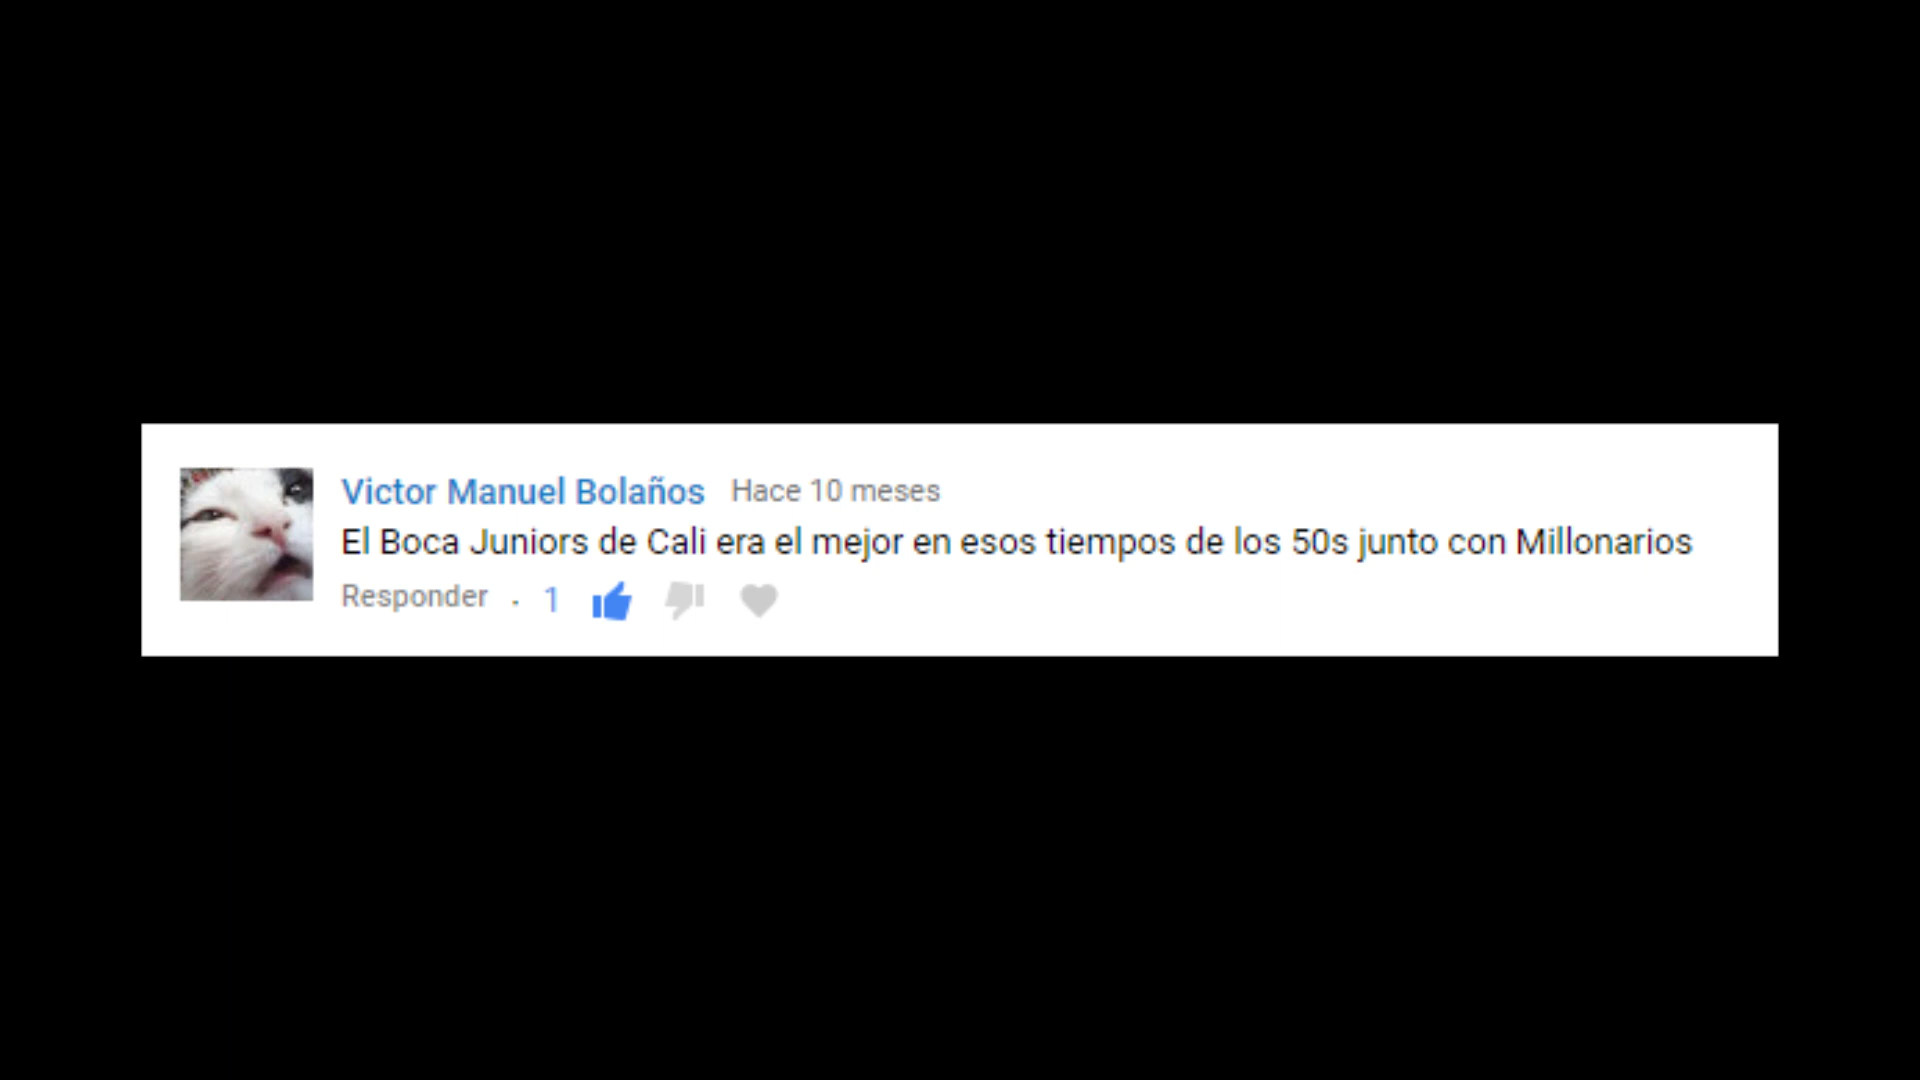 Victor Manuel Bolaños Hace 10 meses
El Boca Juniors de Cali era el mejor en esos tiempos de los 50s junto con Millonarios
Responder . 1